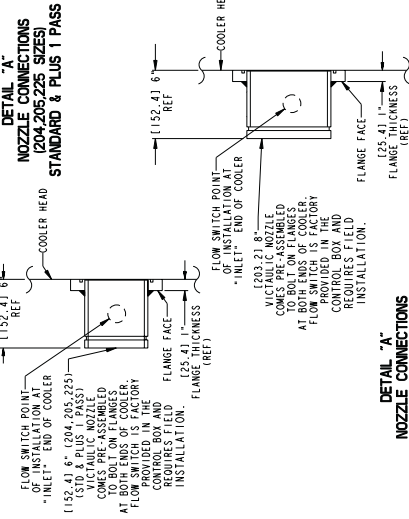 DETAIL "A"
NOZZLE CONNECTIONS
(204,205,225 SIZES)
STANDARD & PLUS 1 PASS
COOLER HEAD
[152.4] 6"
REF
FLOW SWITCH POINT
OF INSTALLATION AT
"INLET" END OF COOLER
[152.4] 6" (204,205,225)
(STD & PLUS 1 PASS)
VICTAULIC NOZZLE
COMES PRE-ASSEMBLED
TO BOLT ON FLANGES
AT BOTH ENDS OF COOLER.
FLOW SWITCH IS FACTORY
PROVIDED IN THE
CONTROL BOX AND
REQUIRES FIELD
INSTALLATION.
FLANGE FACE
[25.4] 1"
FLANGE THICKNESS
(REF)
COOLER HE
[152.4] 6"
REF
FLOW SWITCH POINT
OF INSTALLATION AT
"INLET" END OF COOLER
[203.2] 8"
VICTAULIC NOZZLE
COMES PRE-ASSEMBLED
TO BOLT ON FLANGES
AT BOTH ENDS OF COOLER.
FLOW SWITCH IS FACTORY
PROVIDED IN THE
CONTROL BOX AND
REQUIRES FIELD
INSTALLATION.
FLANGE FACE
[25.4] 1"
FLANGE THICKNESS
(REF)
DETAIL "A"
NOZZLE CONNECTIONS